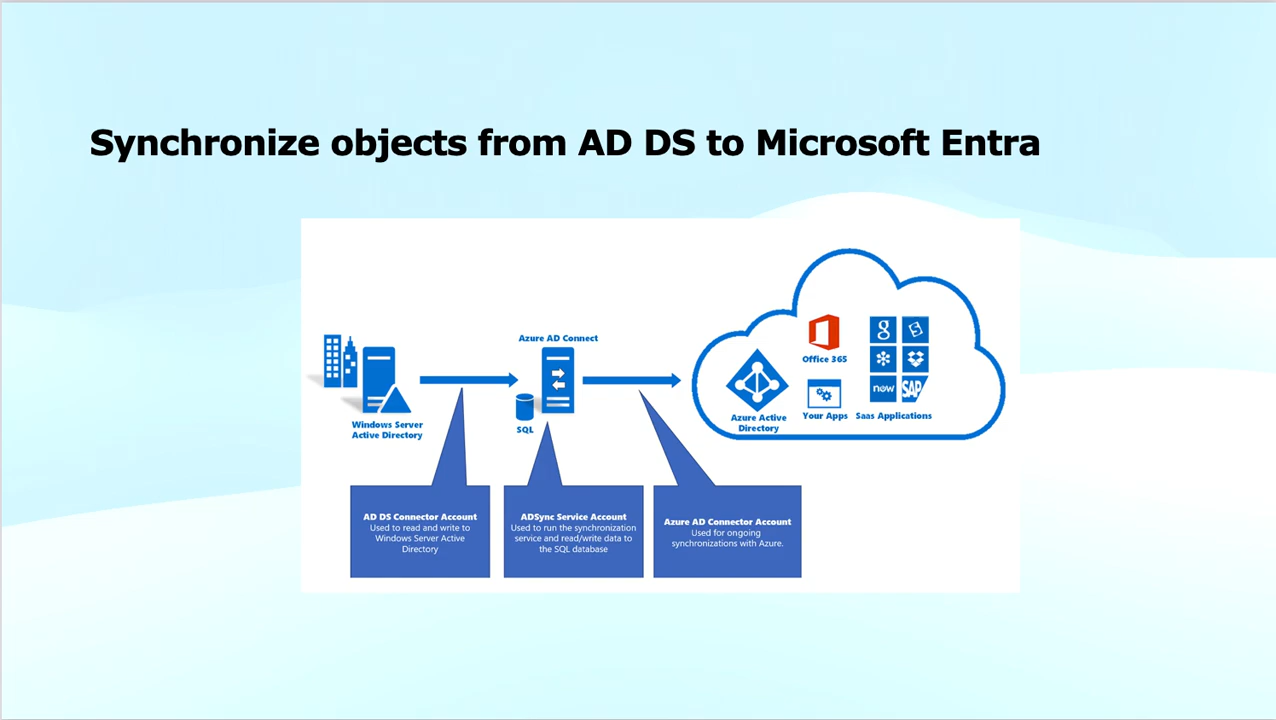 Synchronize objects from AD DS to Microsoft Entra
Azure AD Connect
Office 365
g
E
now
SAP
Windows Server
Active Directory
SQL
Azure Active
Directory
Your Apps
Saas Applications
AD DS Connector Account
Used to read and write to
Windows Server Active
Directory
ADSync Service Account
Used to run the synchronization
service and read/write data to
the SQL database
Azure AD Connector Account
Used for ongoing
synchronizations with Azure.